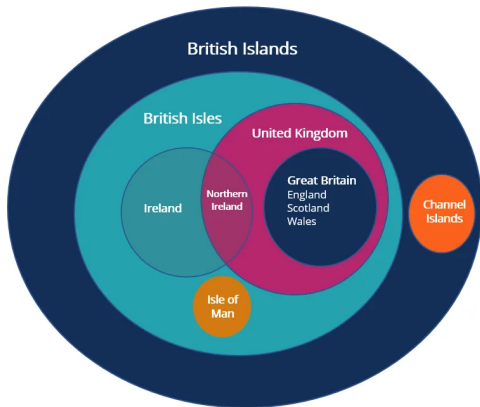 British Islands
British Isles
United Kingdom
Great Britain
England
Scotland
Wales
Northern
Ireland
Ireland
Channel
Islands
Isle of
Man